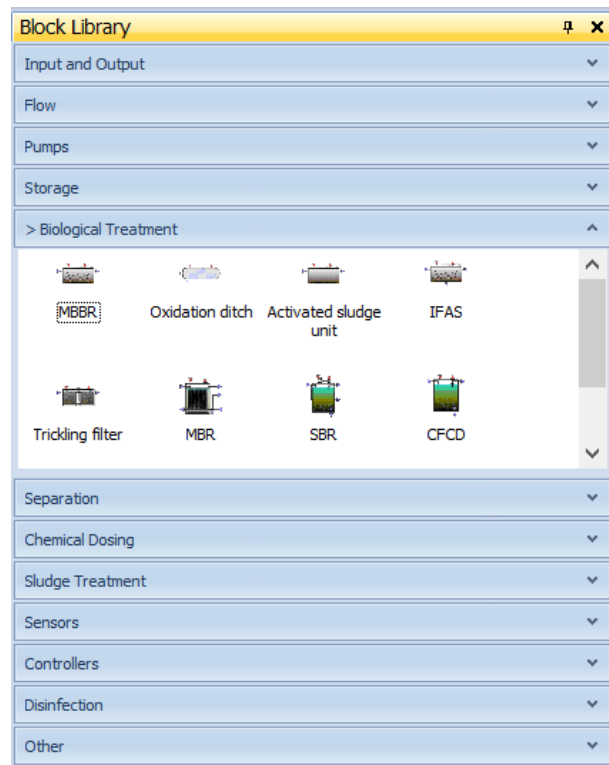 Block Library
Input and Output
Flow
Pumps
Storage
> Biological Treatment
MBBR
Oxidation ditch
Activated sludge
unit
IFAS
Trickling filter
MBR
SBR
CFCD
Separation
Chemical Dosing
Sludge Treatment
Sensors
Controllers
Disinfection
Other